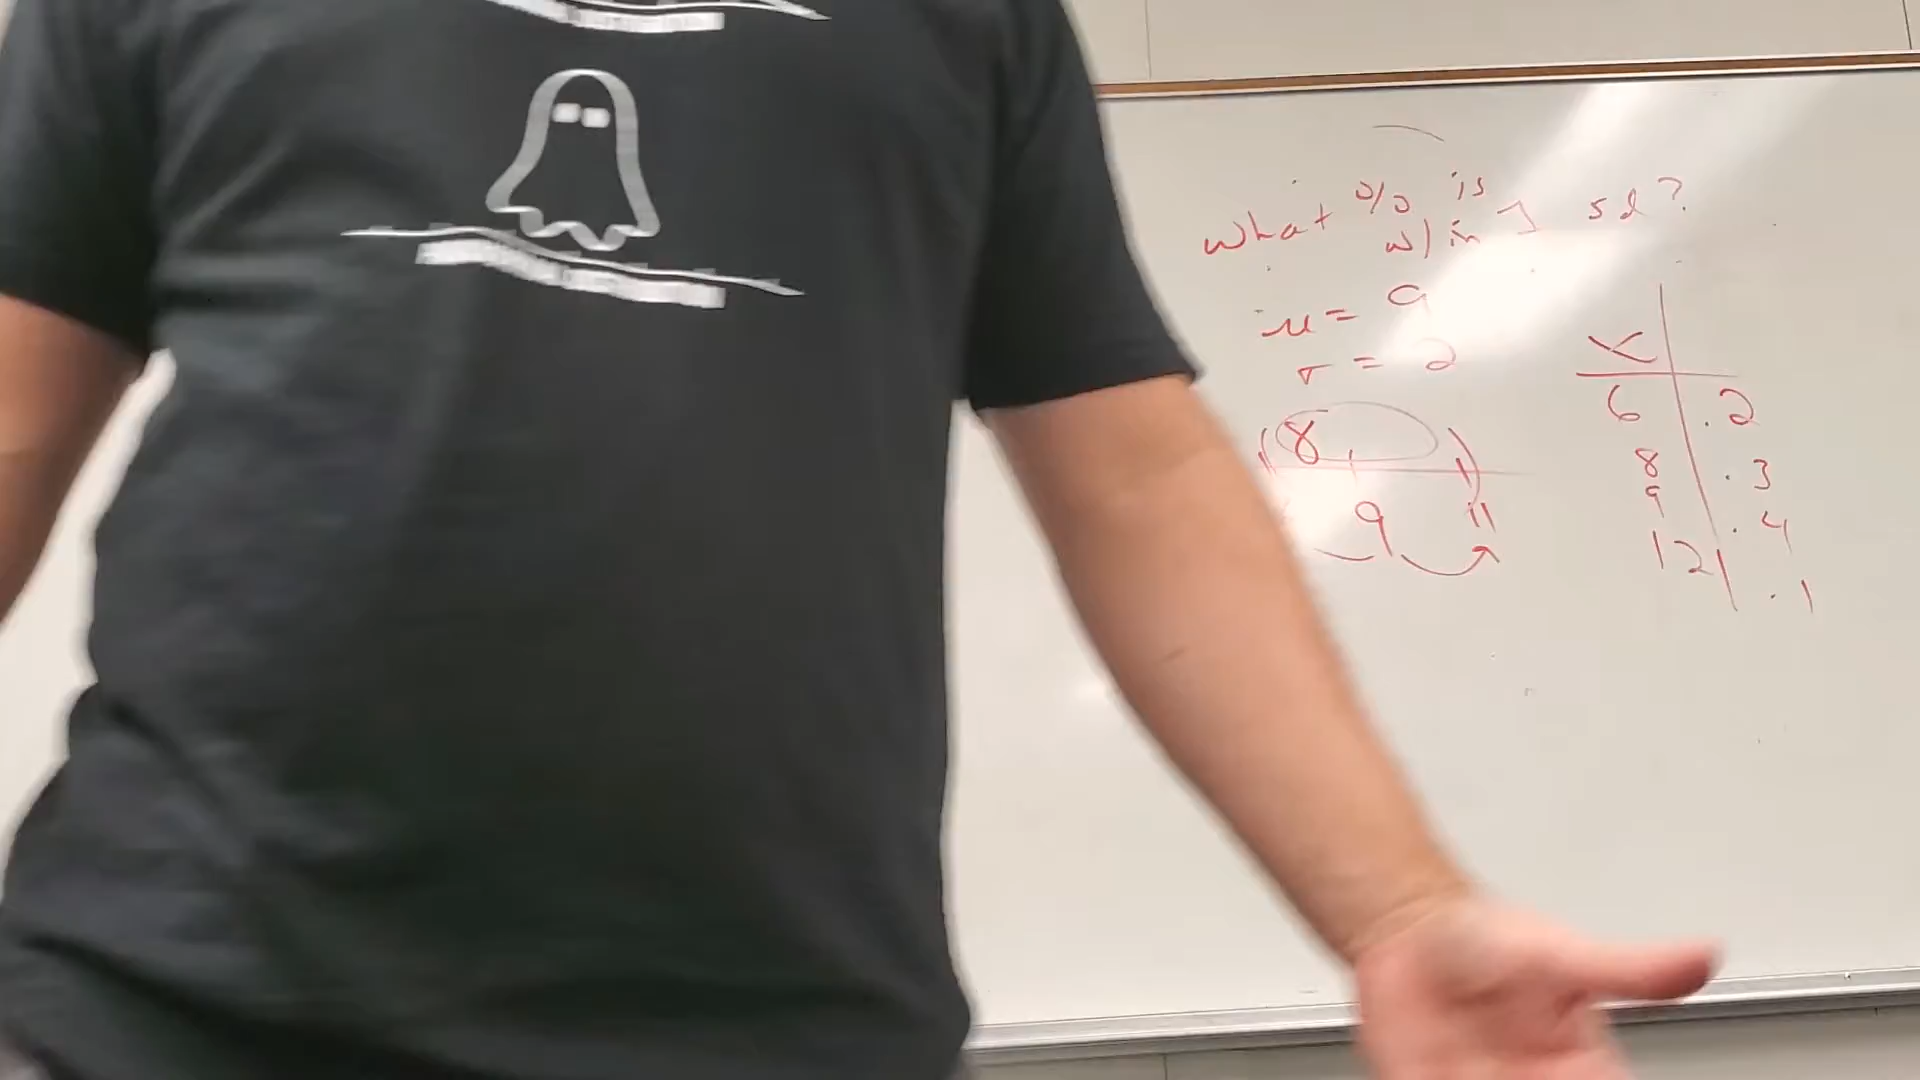 What % is
w/in 1 sd?
μ = 9
σ = 2
(8, )
9 11
X
6 .2
8 .3
9 .4
12 .1